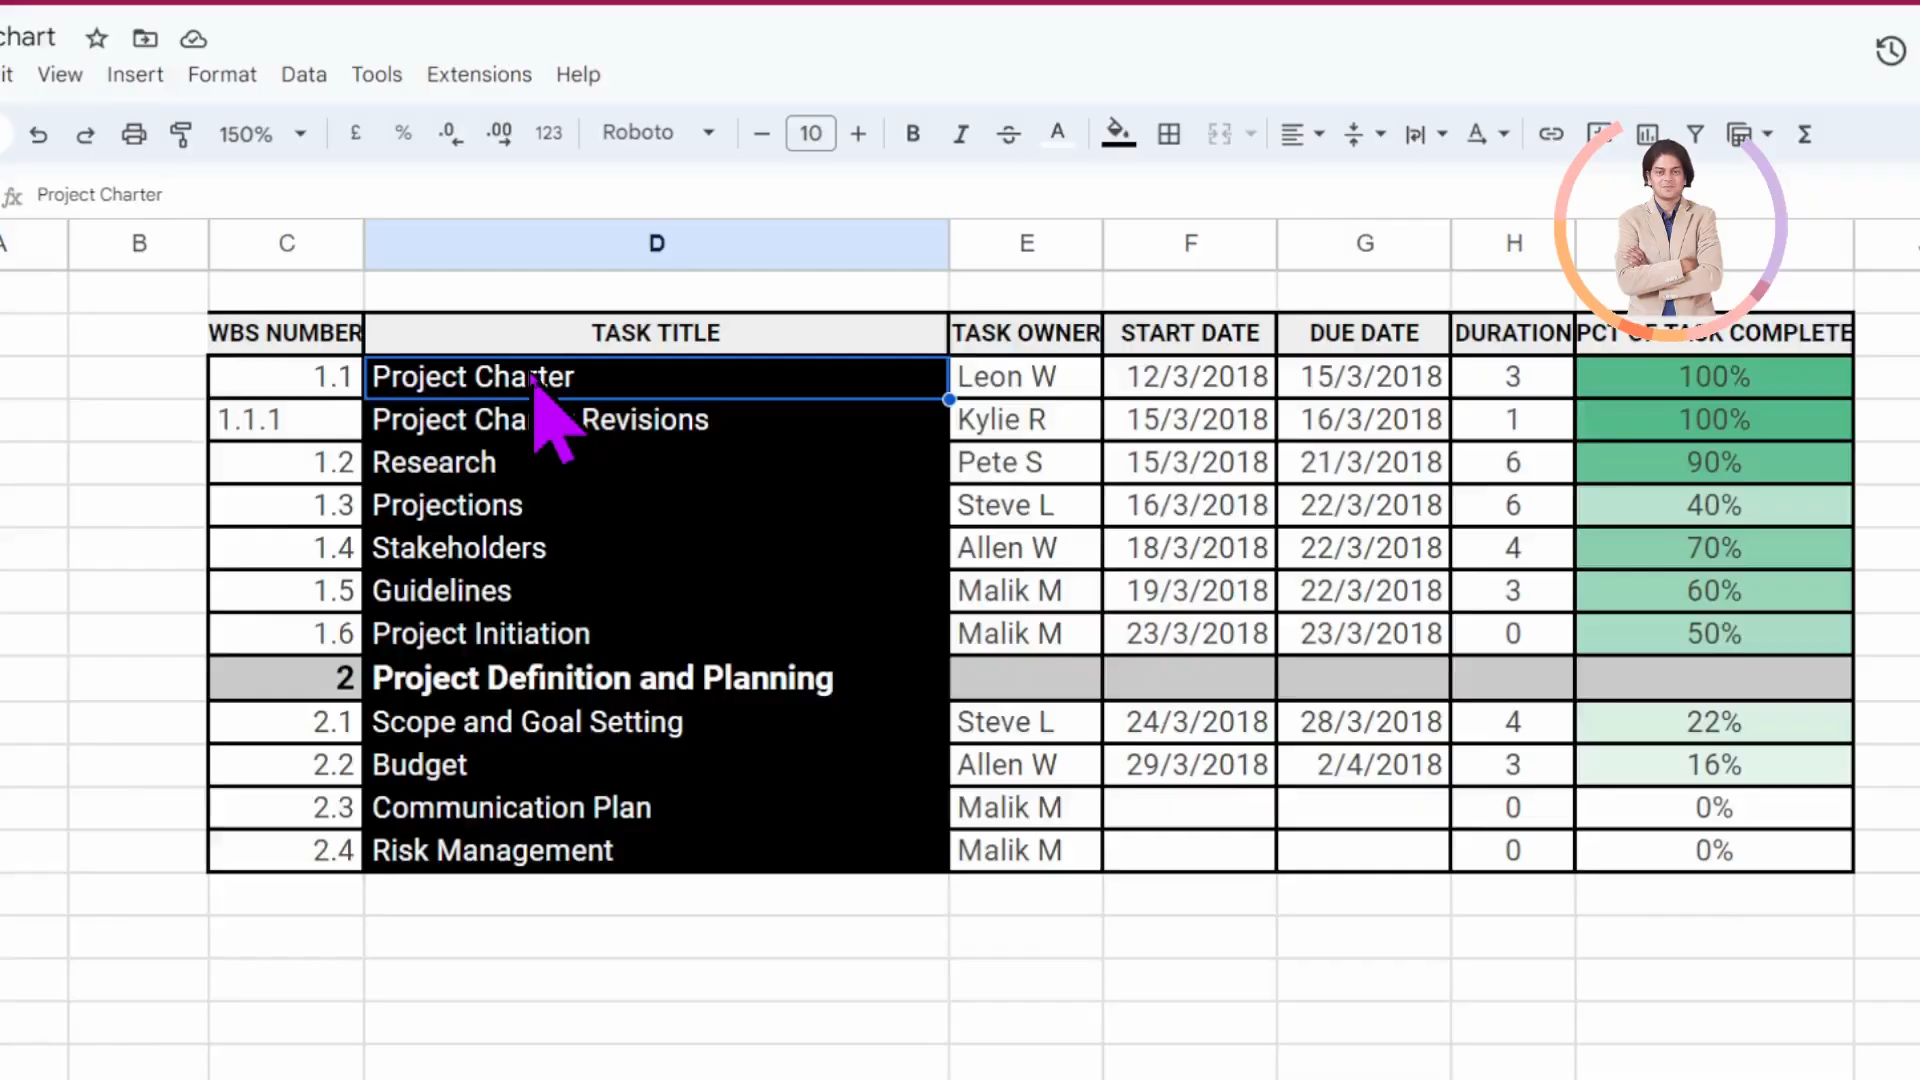 chart
it View Insert Format Data Tools Extensions Help
150% £ % .0 .00 123 Roboto 10 B I A A Σ
fx Project Charter
A B C D E F G H
WBS NUMBER TASK TITLE TASK OWNER START DATE DUE DATE DURATION PCT OF TASK COMPLETE
1.1 Project Charter Leon W 12/3/2018 15/3/2018 3 100%
1.1.1 Project Cha Revisions Kylie R 15/3/2018 16/3/2018 1 100%
1.2 Research Pete S 15/3/2018 21/3/2018 6 90%
1.3 Projections Steve L 16/3/2018 22/3/2018 6 40%
1.4 Stakeholders Allen W 18/3/2018 22/3/2018 4 70%
1.5 Guidelines Malik M 19/3/2018 22/3/2018 3 60%
1.6 Project Initiation Malik M 23/3/2018 23/3/2018 0 50%
2 Project Definition and Planning
2.1 Scope and Goal Setting Steve L 24/3/2018 28/3/2018 4 22%
2.2 Budget Allen W 29/3/2018 2/4/2018 3 16%
2.3 Communication Plan Malik M 0 0%
2.4 Risk Management Malik M 0 0%